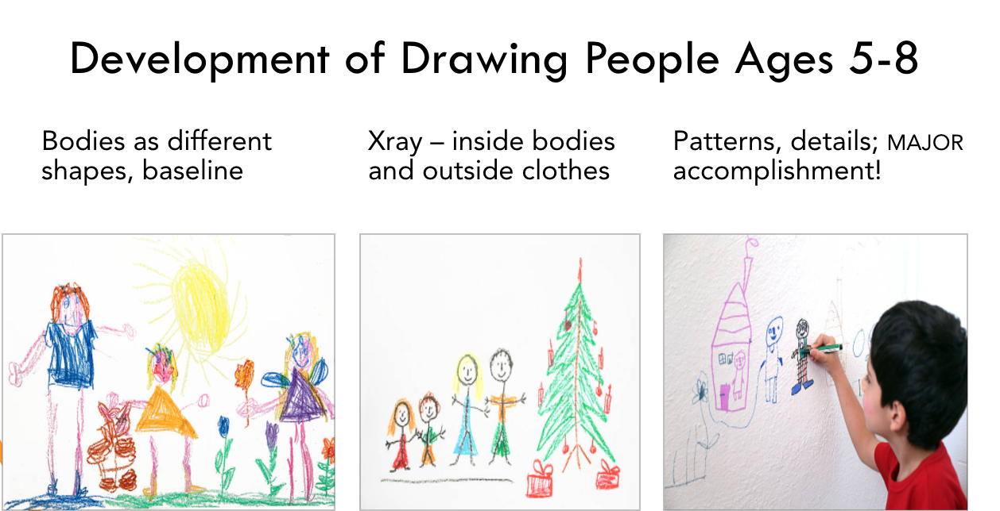 Development of Drawing People Ages 5-8
Bodies as different
shapes, baseline
Xray – inside bodies
and outside clothes
Patterns, details; MAJOR
accomplishment!